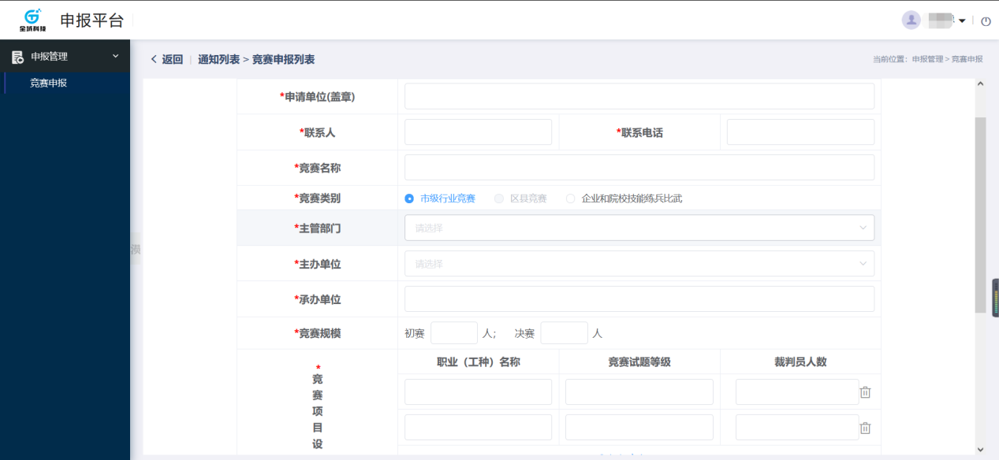 全城科技
申报平台
申报管理
竞赛申报
返回 通知列表 > 竞赛申报列表
当前位置：申报管理 > 竞赛申报
*申请单位(盖章)
*联系人 *联系电话
*竞赛名称
*竞赛类别 市级行业竞赛 区县竞赛 企业和院校技能练兵比武
*主管部门 请选择
*主办单位 请选择
*承办单位
*竞赛规模 初赛 人； 决赛 人
职业（工种）名称 竞赛试题等级 裁判员人数
*
竞
赛
项
目
设